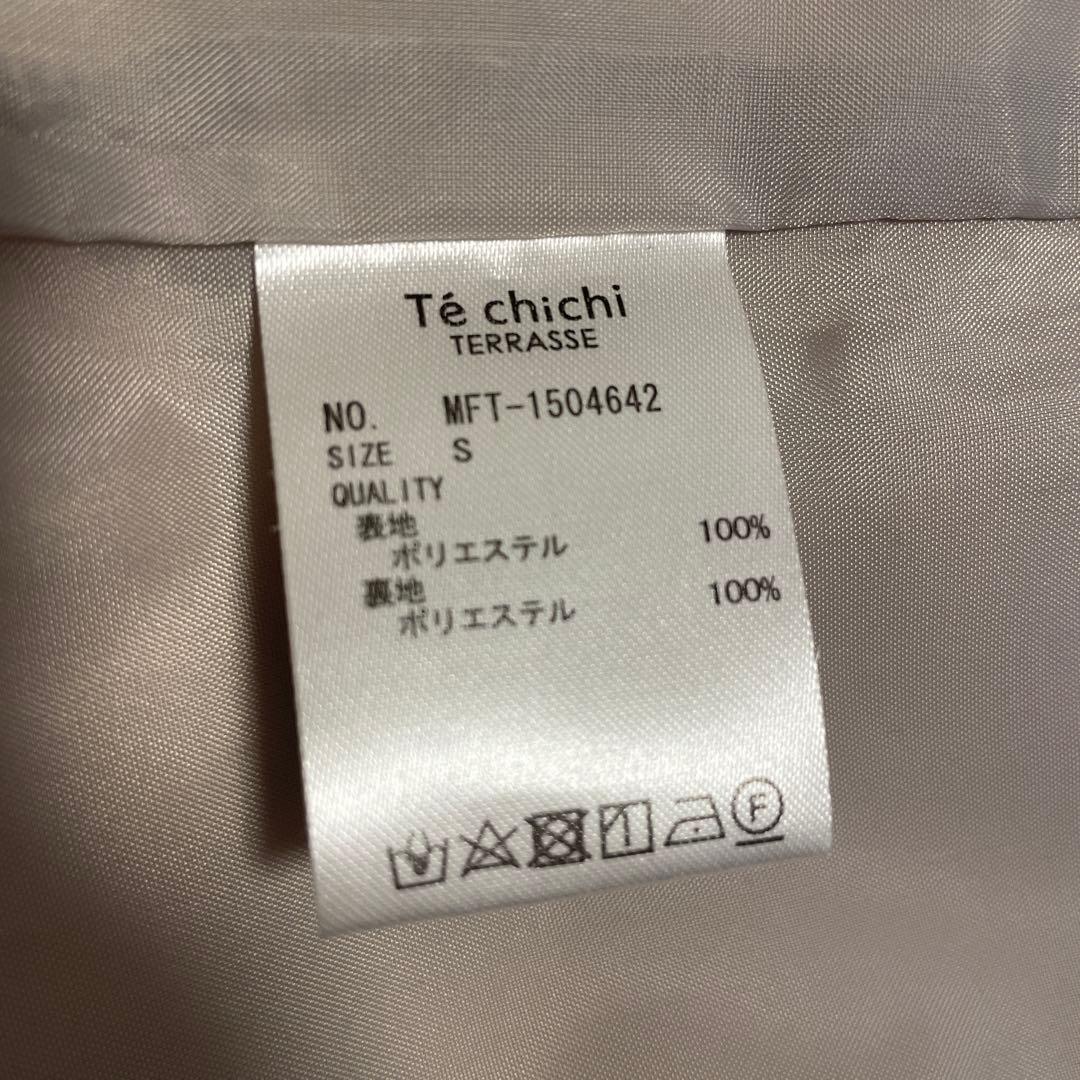 Té chichi
TERRASSE
NO. MFT-1504642
SIZE S
QUALITY
表地
ポリエステル 100%
裏地
ポリエステル 100%
F